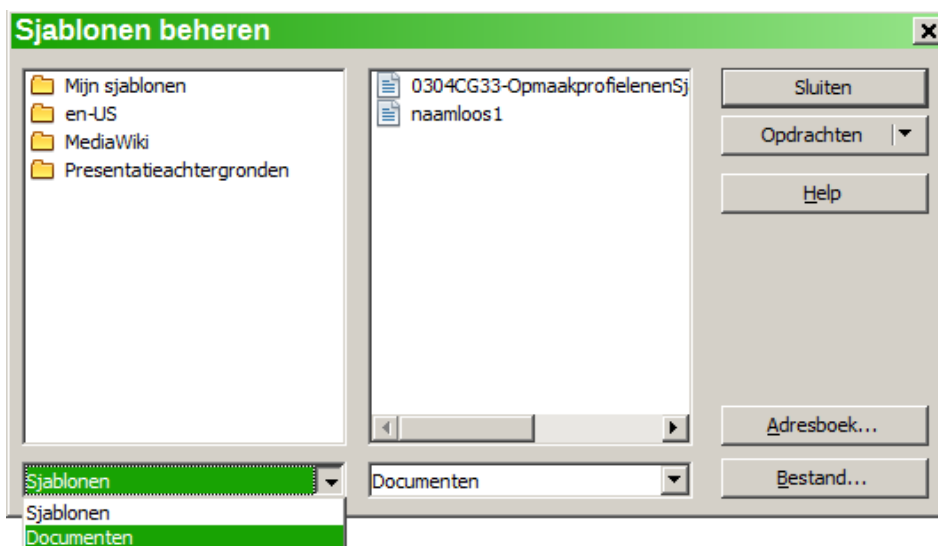 Sjablonen beheren
Mijn sjablonen
en-US
MediaWiki
Presentatieachtergronden
0304CG33-OpmaakprofielenenSj
naamloos1
Sluiten
Opdrachten
Help
Adresboek...
Bestand...
Sjablonen
Documenten
Sjablonen
Documenten